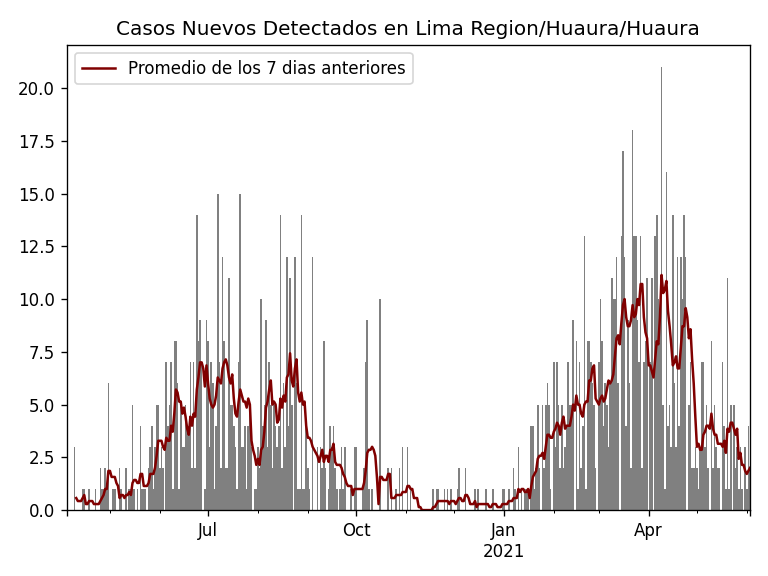 Casos Nuevos Detectados en Lima Region/Huaura/Huaura
Promedio de los 7 dias anteriores
20.0
17.5
15.0
12.5
10.0
7.5
5.0
2.5
0.0
Jul
Oct
Jan
Apr
2021